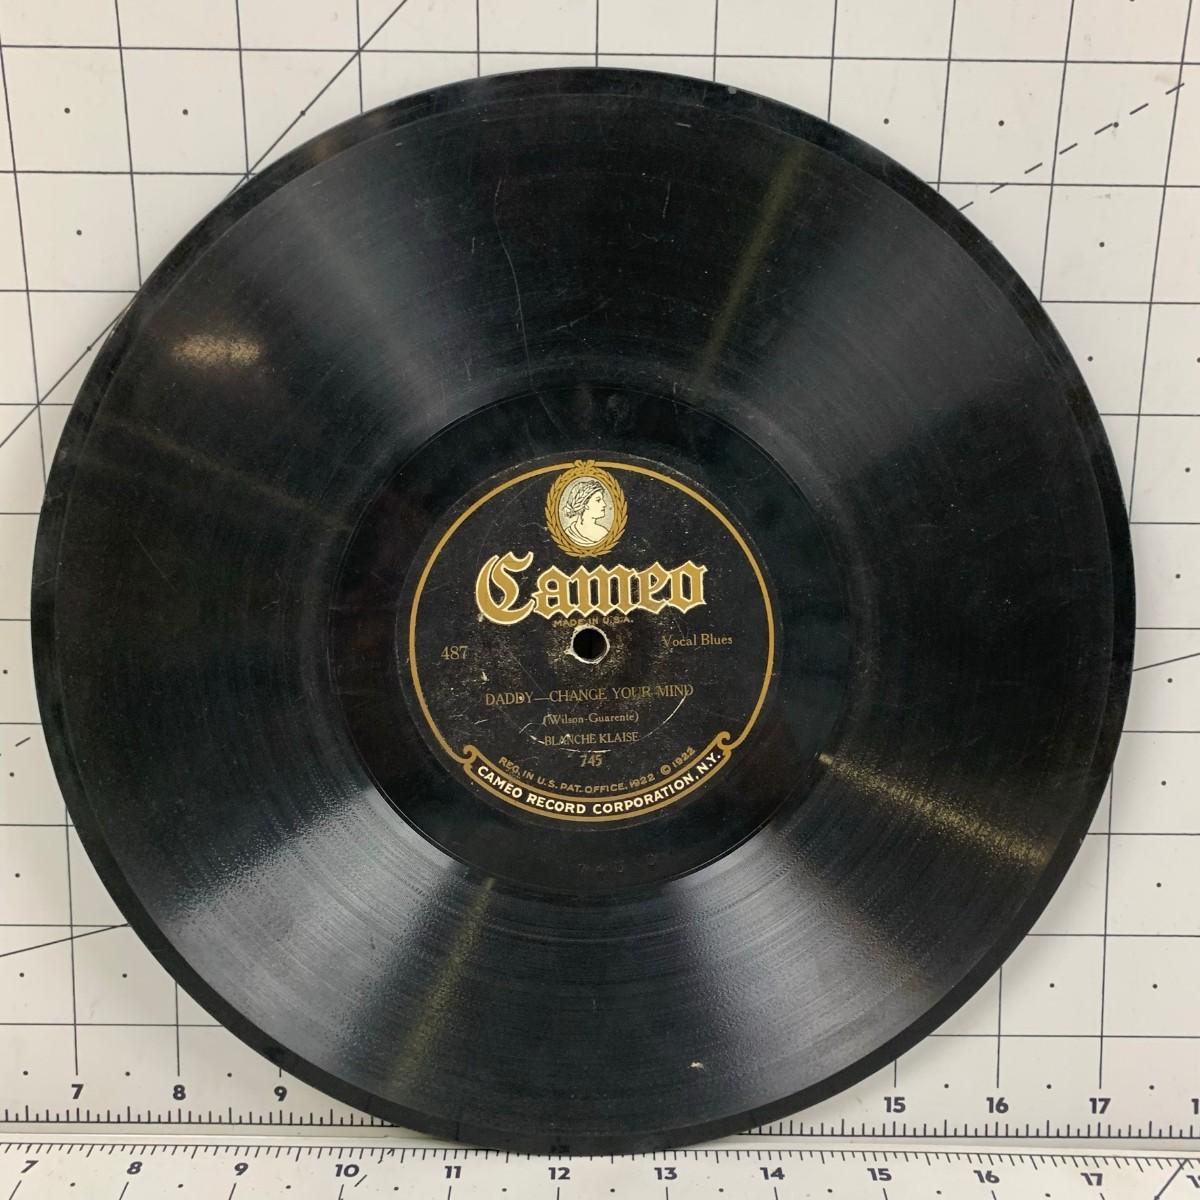 Cameo
MADE IN U.S.A.
487 Vocal Blues
DADDY—CHANGE YOUR MIND
(Wilson-Guarente)
BLANCHE KLAISE
745
REG. IN U.S. PAT. OFFICE, 1922 © 1922
CAMEO RECORD CORPORATION, N.Y.
7 8 9 15 16 17
7 8 9 10 11 12 13 14 15 16 17